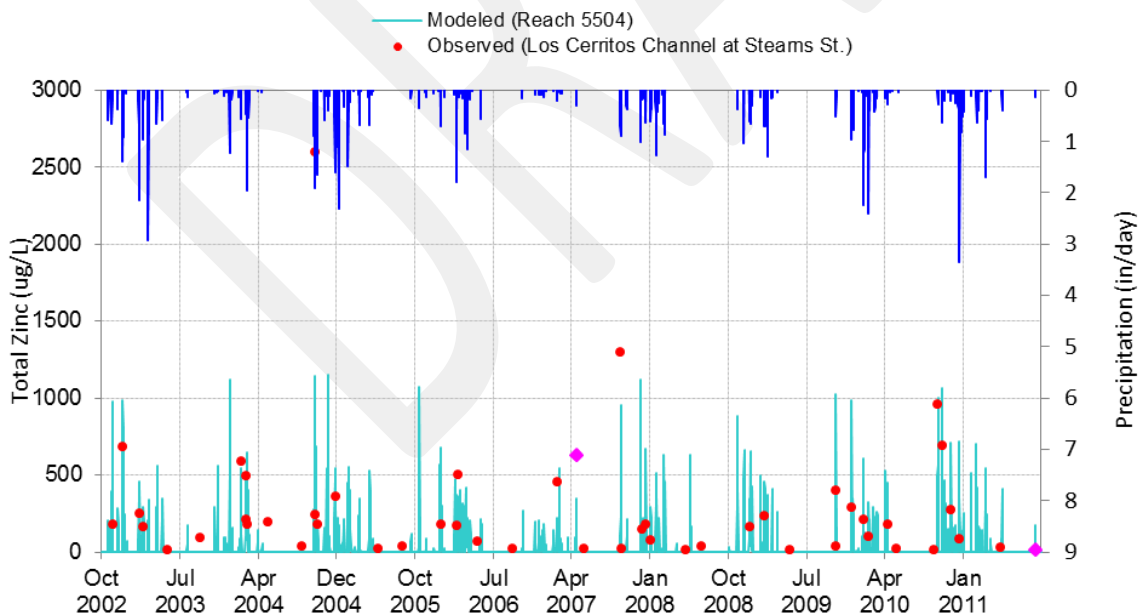 Modeled (Reach 5504)
Observed (Los Cerritos Channel at Stearns St.)
3000
2500
2000
1500
1000
500
0
Total Zinc (ug/L)
0
1
2
3
4
5
6
7
8
9
Precipitation (in/day)
Oct Jul Apr Dec Oct Jul Apr Jan Oct Jul Apr Jan
2002 2003 2004 2004 2005 2006 2007 2008 2008 2009 2010 2011
DRA